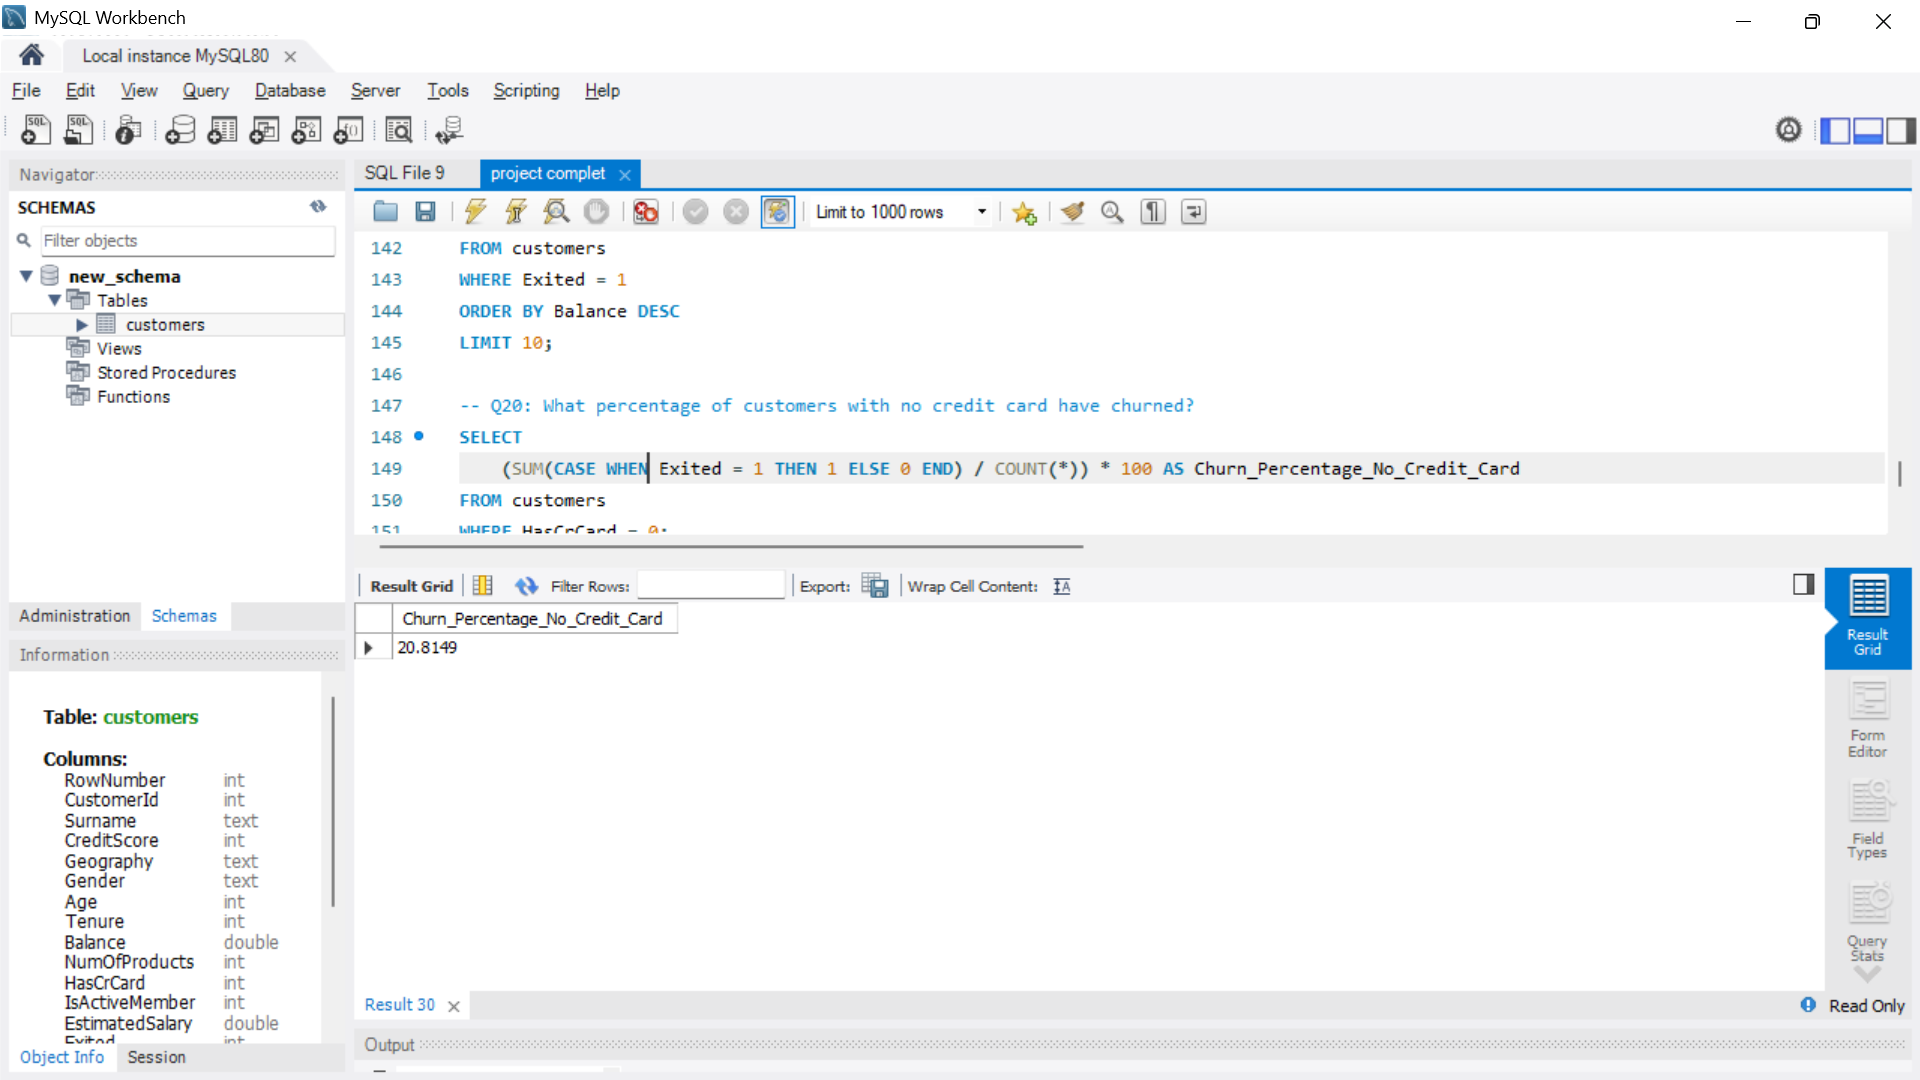 MySQL Workbench
Local instance MySQL80
File Edit View Query Database Server Tools Scripting Help
Navigator
SCHEMAS
Filter objects
new_schema
Tables
customers
Views
Stored Procedures
Functions
Administration Schemas
Information
Table: customers
Columns:
RowNumber int
CustomerId int
Surname text
CreditScore int
Geography text
Gender text
Age int
Tenure int
Balance double
NumOfProducts int
HasCrCard int
IsActiveMember int
EstimatedSalary double
Exited int
Object Info Session
SQL File 9 project complet
Limit to 1000 rows
142 FROM customers
143 WHERE Exited = 1
144 ORDER BY Balance DESC
145 LIMIT 10;
146
147 -- Q20: What percentage of customers with no credit card have churned?
148 SELECT
149 (SUM(CASE WHEN Exited = 1 THEN 1 ELSE 0 END) / COUNT(*)) * 100 AS Churn_Percentage_No_Credit_Card
150 FROM customers
151 WHERE HasCrCard = 0;
Result Grid Filter Rows: Export: Wrap Cell Content:
Churn_Percentage_No_Credit_Card
20.8149
Result
Grid
Form
Editor
Field
Types
Query
Stats
Result 30
Read Only
Output